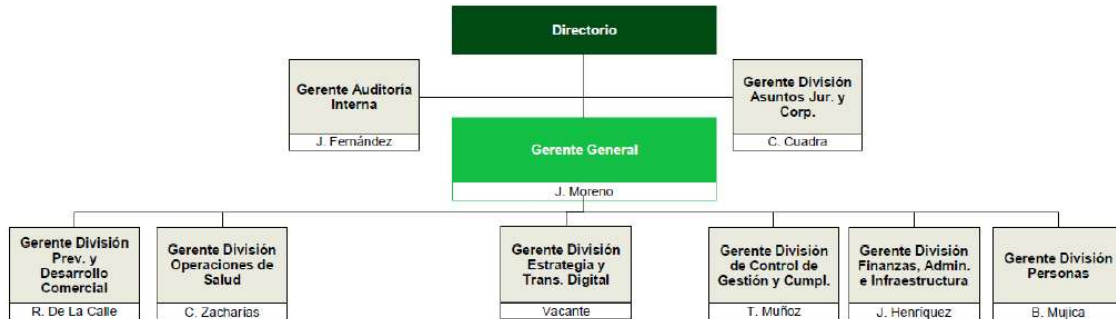 Directorio
Gerente Auditoría
Interna
J. Fernández
Gerente División
Asuntos Jur. y
Corp.
C. Cuadra
Gerente General
J. Moreno
Gerente División
Prev. y
Desarrollo
Comercial
R. De La Calle
Gerente División
Operaciones de
Salud
C. Zacharias
Gerente División
Estrategia y
Trans. Digital
Vacante
Gerente División
de Control de
Gestión y Cumpl.
T. Muñoz
Gerente División
Finanzas, Admin.
e Infraestructura
J. Henríquez
Gerente División
Personas
B. Mujica